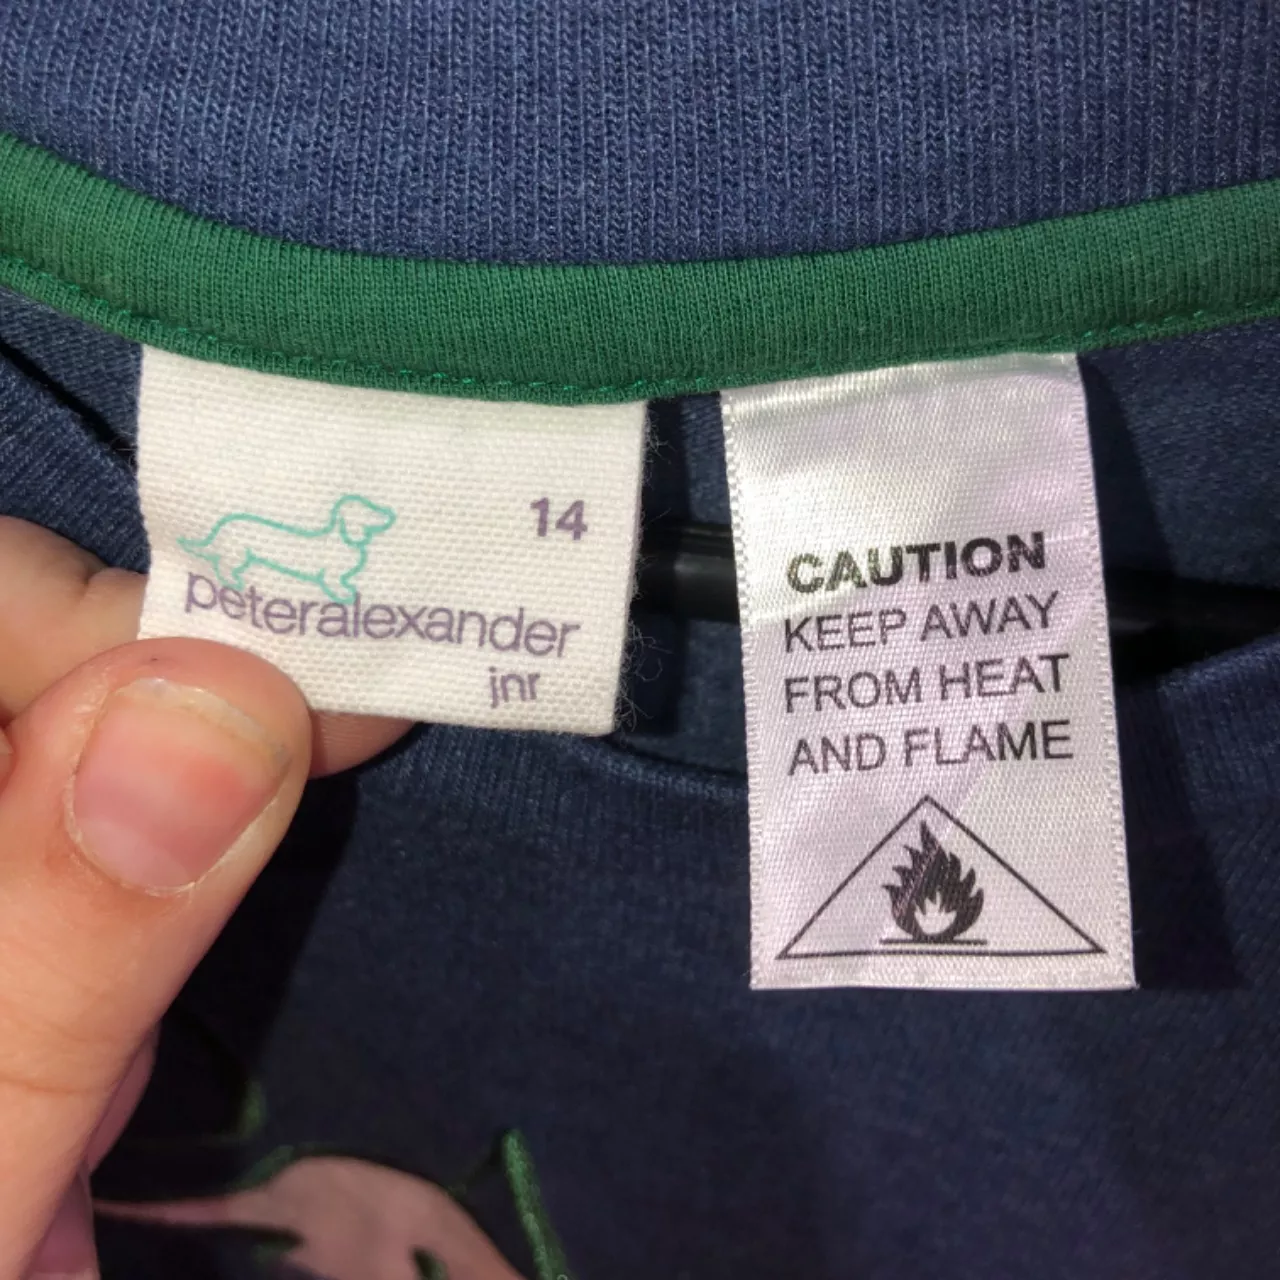 14
peteralexander
jnr
CAUTION
KEEP AWAY
FROM HEAT
AND FLAME